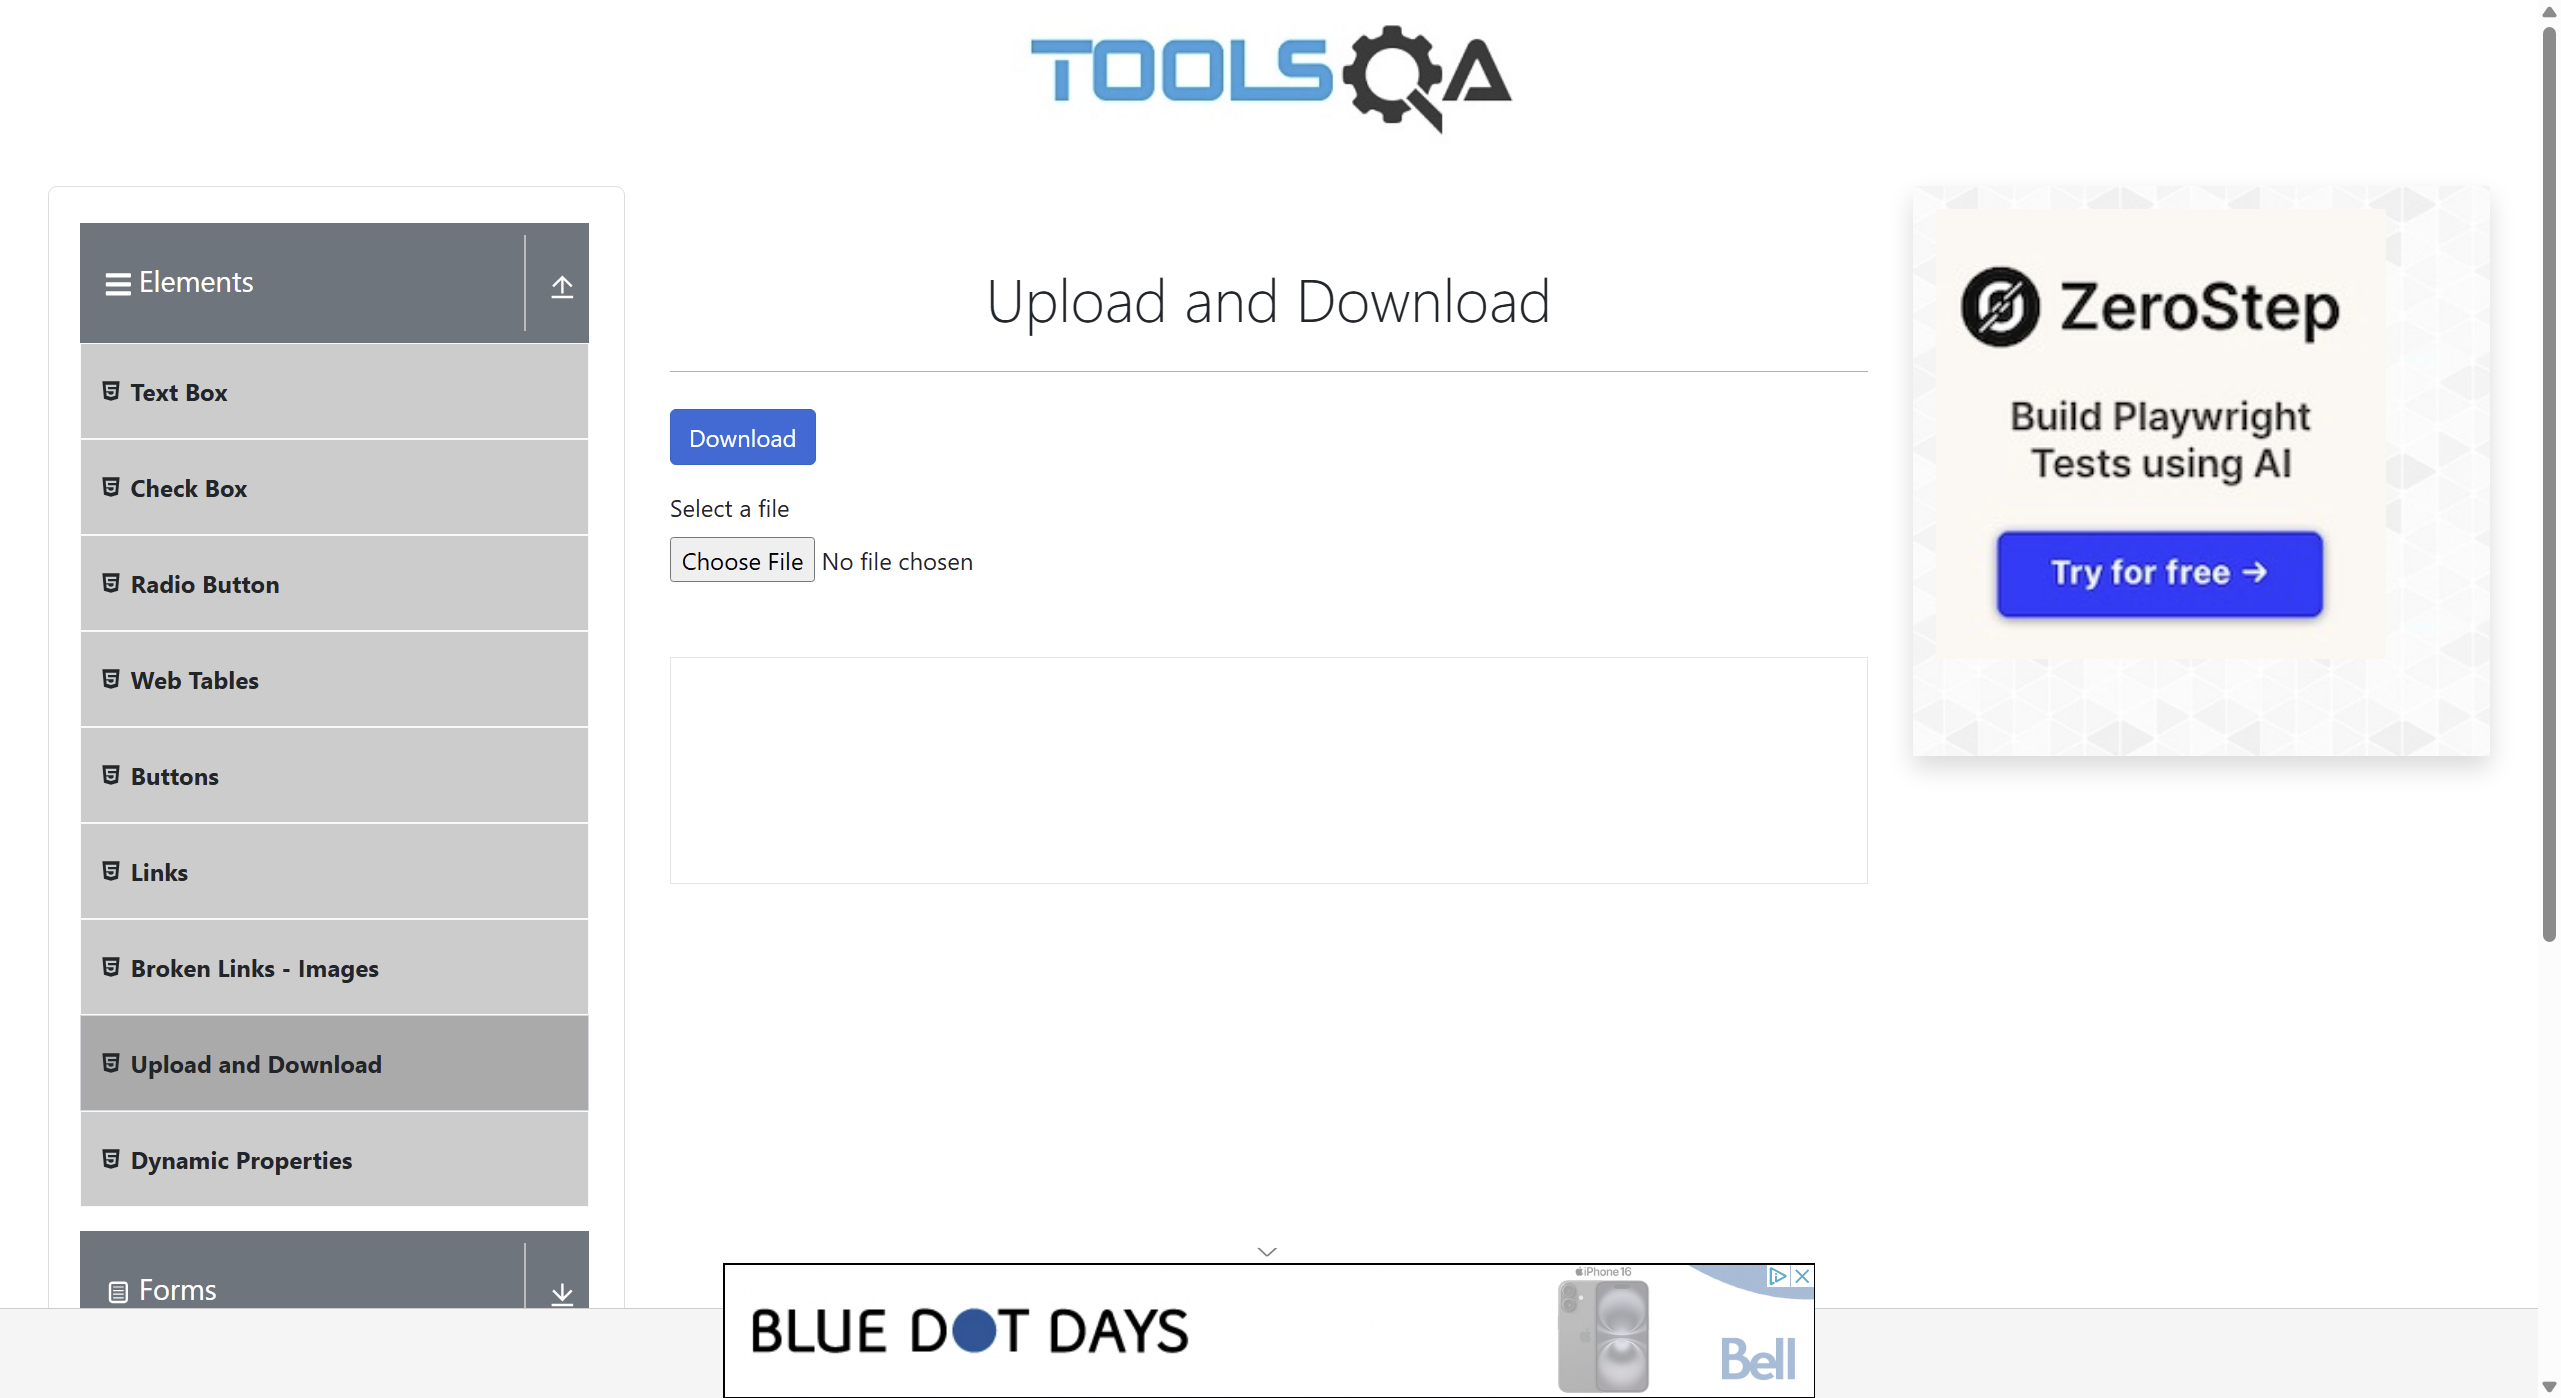 TOOLSQA
Elements
Text Box
Check Box
Radio Button
Web Tables
Buttons
Links
Broken Links - Images
Upload and Download
Dynamic Properties
Forms
Upload and Download
Download
Select a file
Choose File No file chosen
ZeroStep
Build Playwright
Tests using AI
Try for free →
BLUE DOT DAYS
iPhone 16
Bell